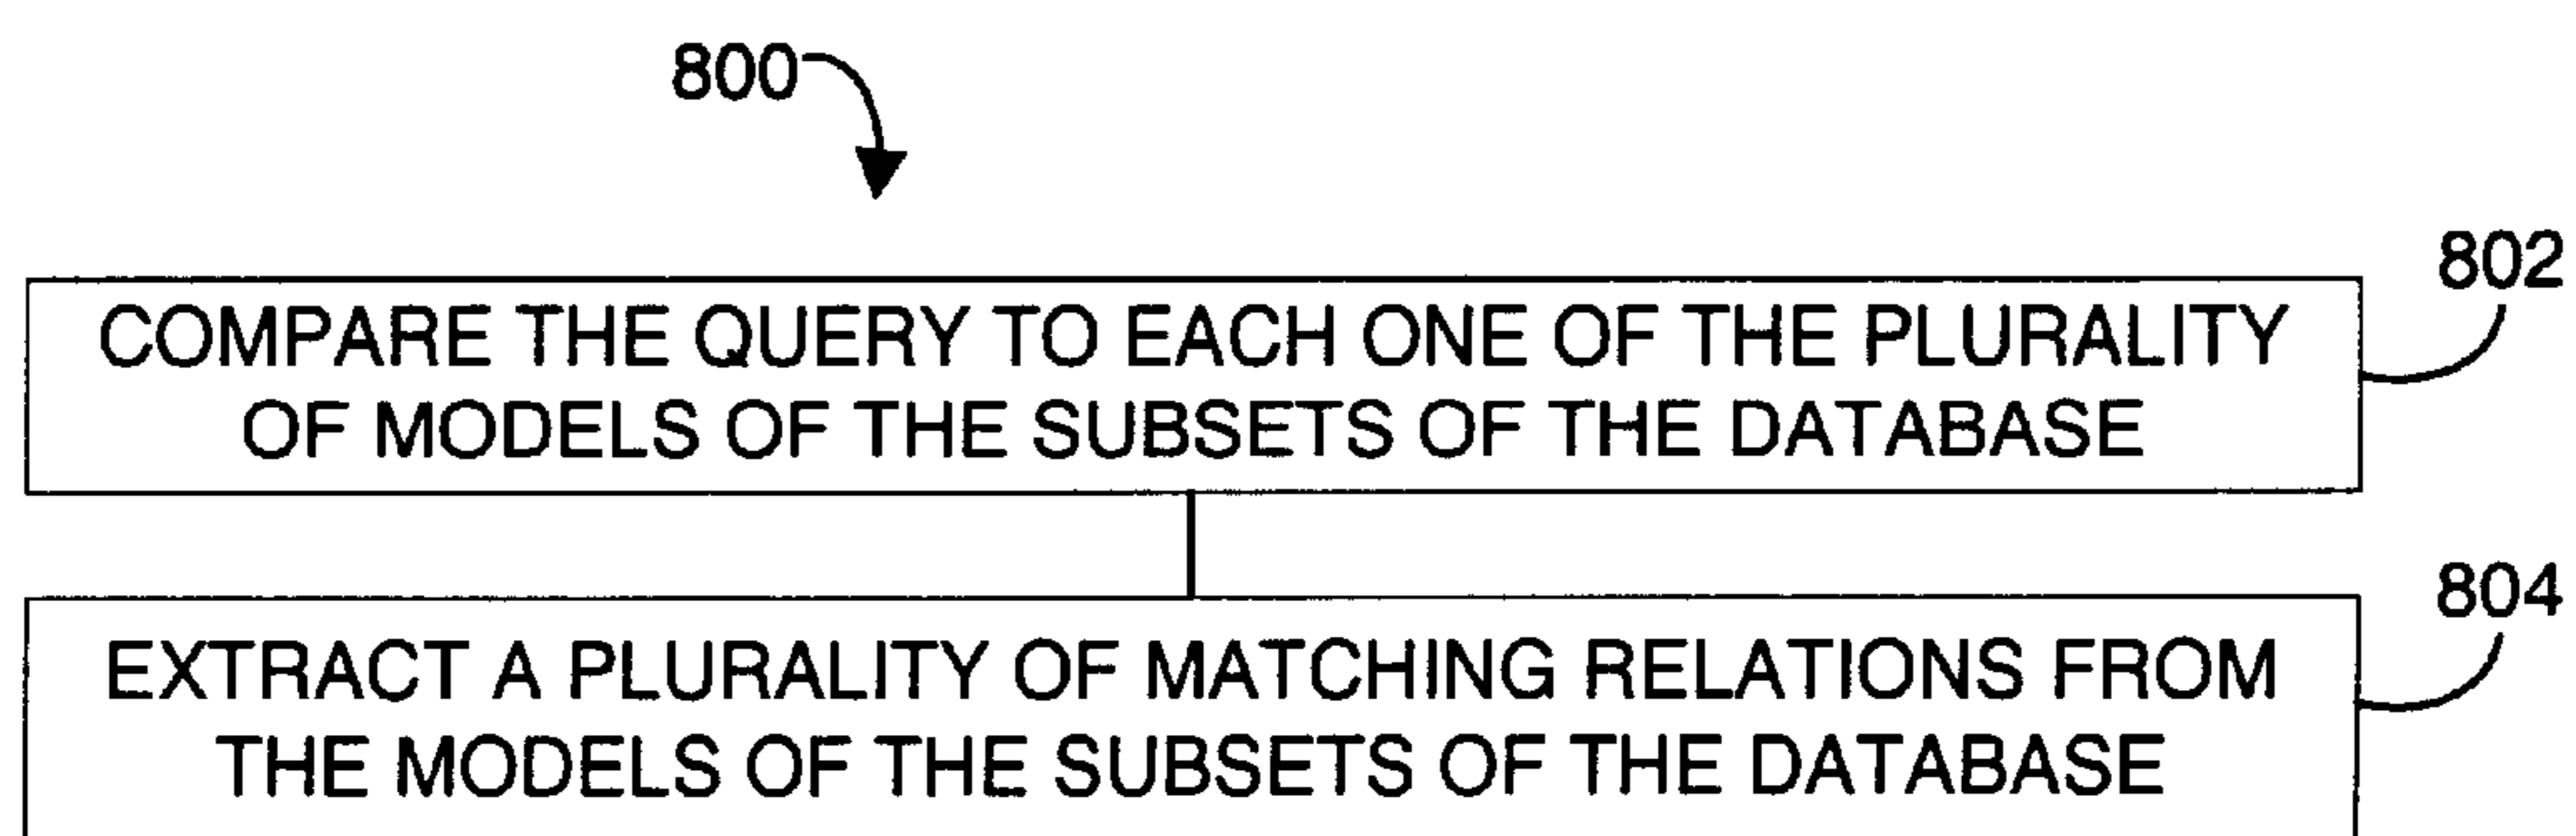 800
802
COMPARE THE QUERY TO EACH ONE OF THE PLURALITY
OF MODELS OF THE SUBSETS OF THE DATABASE
804
EXTRACT A PLURALITY OF MATCHING RELATIONS FROM
THE MODELS OF THE SUBSETS OF THE DATABASE